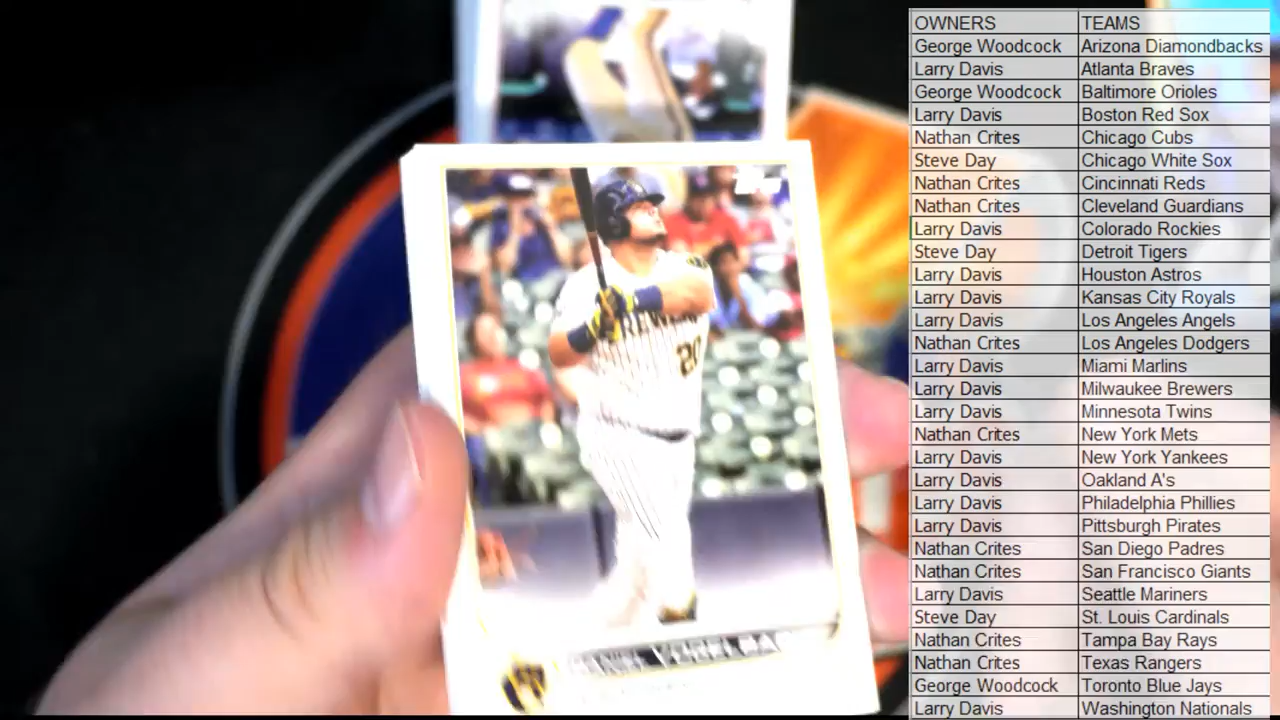 OWNERS TEAMS
George Woodcock Arizona Diamondbacks
Larry Davis Atlanta Braves
George Woodcock Baltimore Orioles
Larry Davis Boston Red Sox
Nathan Crites Chicago Cubs
Steve Day Chicago White Sox
Nathan Crites Cincinnati Reds
Nathan Crites Cleveland Guardians
Larry Davis Colorado Rockies
Steve Day Detroit Tigers
Larry Davis Houston Astros
Larry Davis Kansas City Royals
Larry Davis Los Angeles Angels
Nathan Crites Los Angeles Dodgers
Larry Davis Miami Marlins
Larry Davis Milwaukee Brewers
Larry Davis Minnesota Twins
Nathan Crites New York Mets
Larry Davis New York Yankees
Larry Davis Oakland A's
Larry Davis Philadelphia Phillies
Larry Davis Pittsburgh Pirates
Nathan Crites San Diego Padres
Nathan Crites San Francisco Giants
Larry Davis Seattle Mariners
Steve Day St. Louis Cardinals
Nathan Crites Tampa Bay Rays
Nathan Crites Texas Rangers
George Woodcock Toronto Blue Jays
Larry Davis Washington Nationals
20